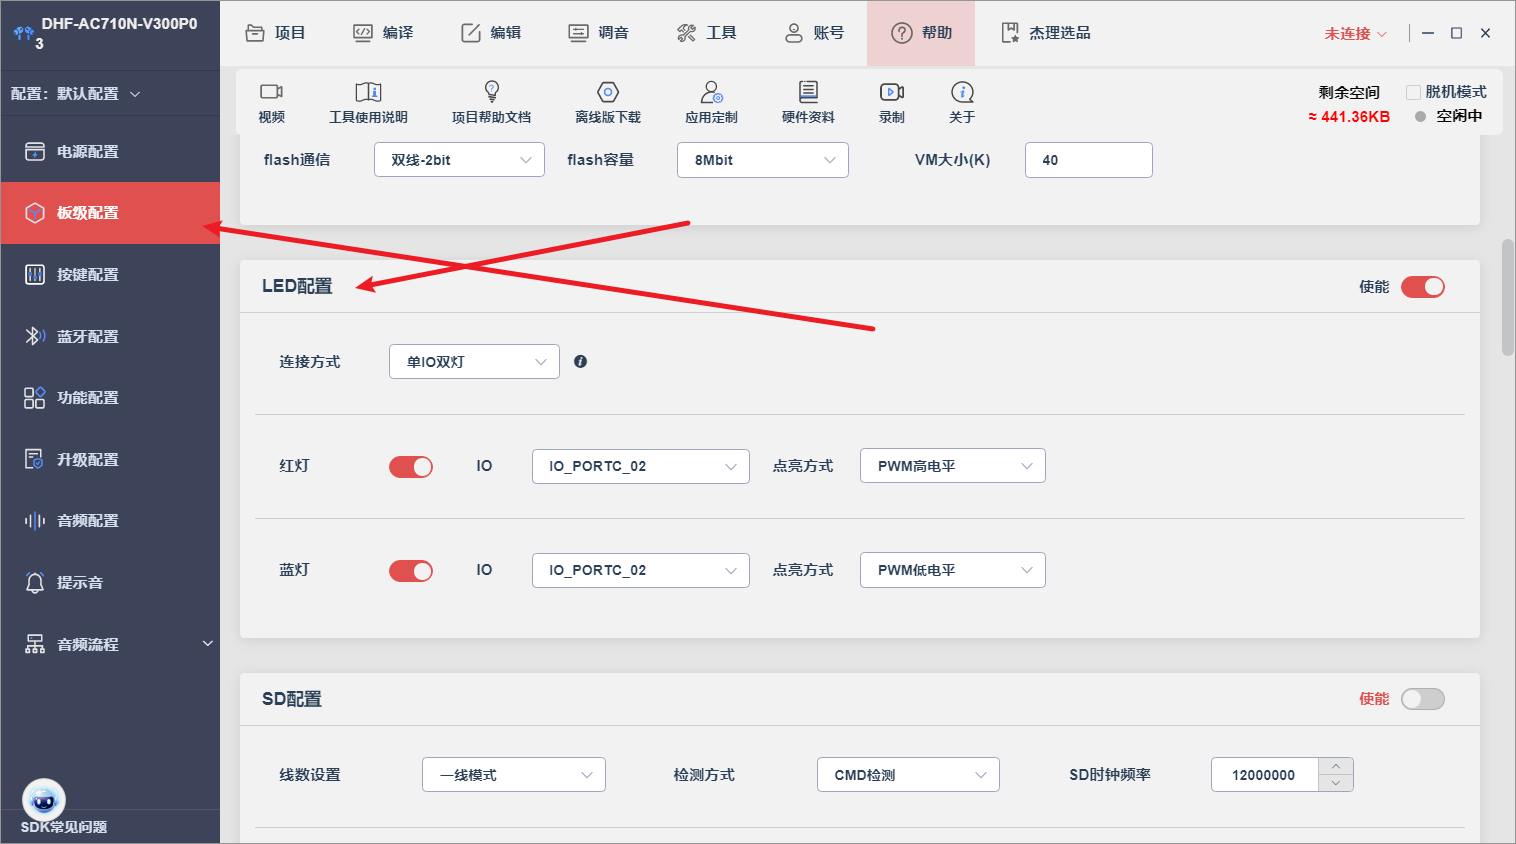 DHF-AC710N-V300P0
3
项目
编译
编辑
调音
工具
账号
帮助
杰理选品
未连接
配置：默认配置
视频
工具使用说明
项目帮助文档
离线版下载
应用定制
硬件资料
录制
关于
剩余空间
≈ 441.36KB
脱机模式
空闲中
电源配置
板级配置
按键配置
蓝牙配置
功能配置
升级配置
音频配置
提示音
音频流程
SDK常见问题
flash通信
双线-2bit
flash容量
8Mbit
VM大小(K)
40
LED配置
使能
连接方式
单IO双灯
红灯
IO
IO_PORTC_02
点亮方式
PWM高电平
蓝灯
IO
IO_PORTC_02
点亮方式
PWM低电平
SD配置
使能
线数设置
一线模式
检测方式
CMD检测
SD时钟频率
12000000